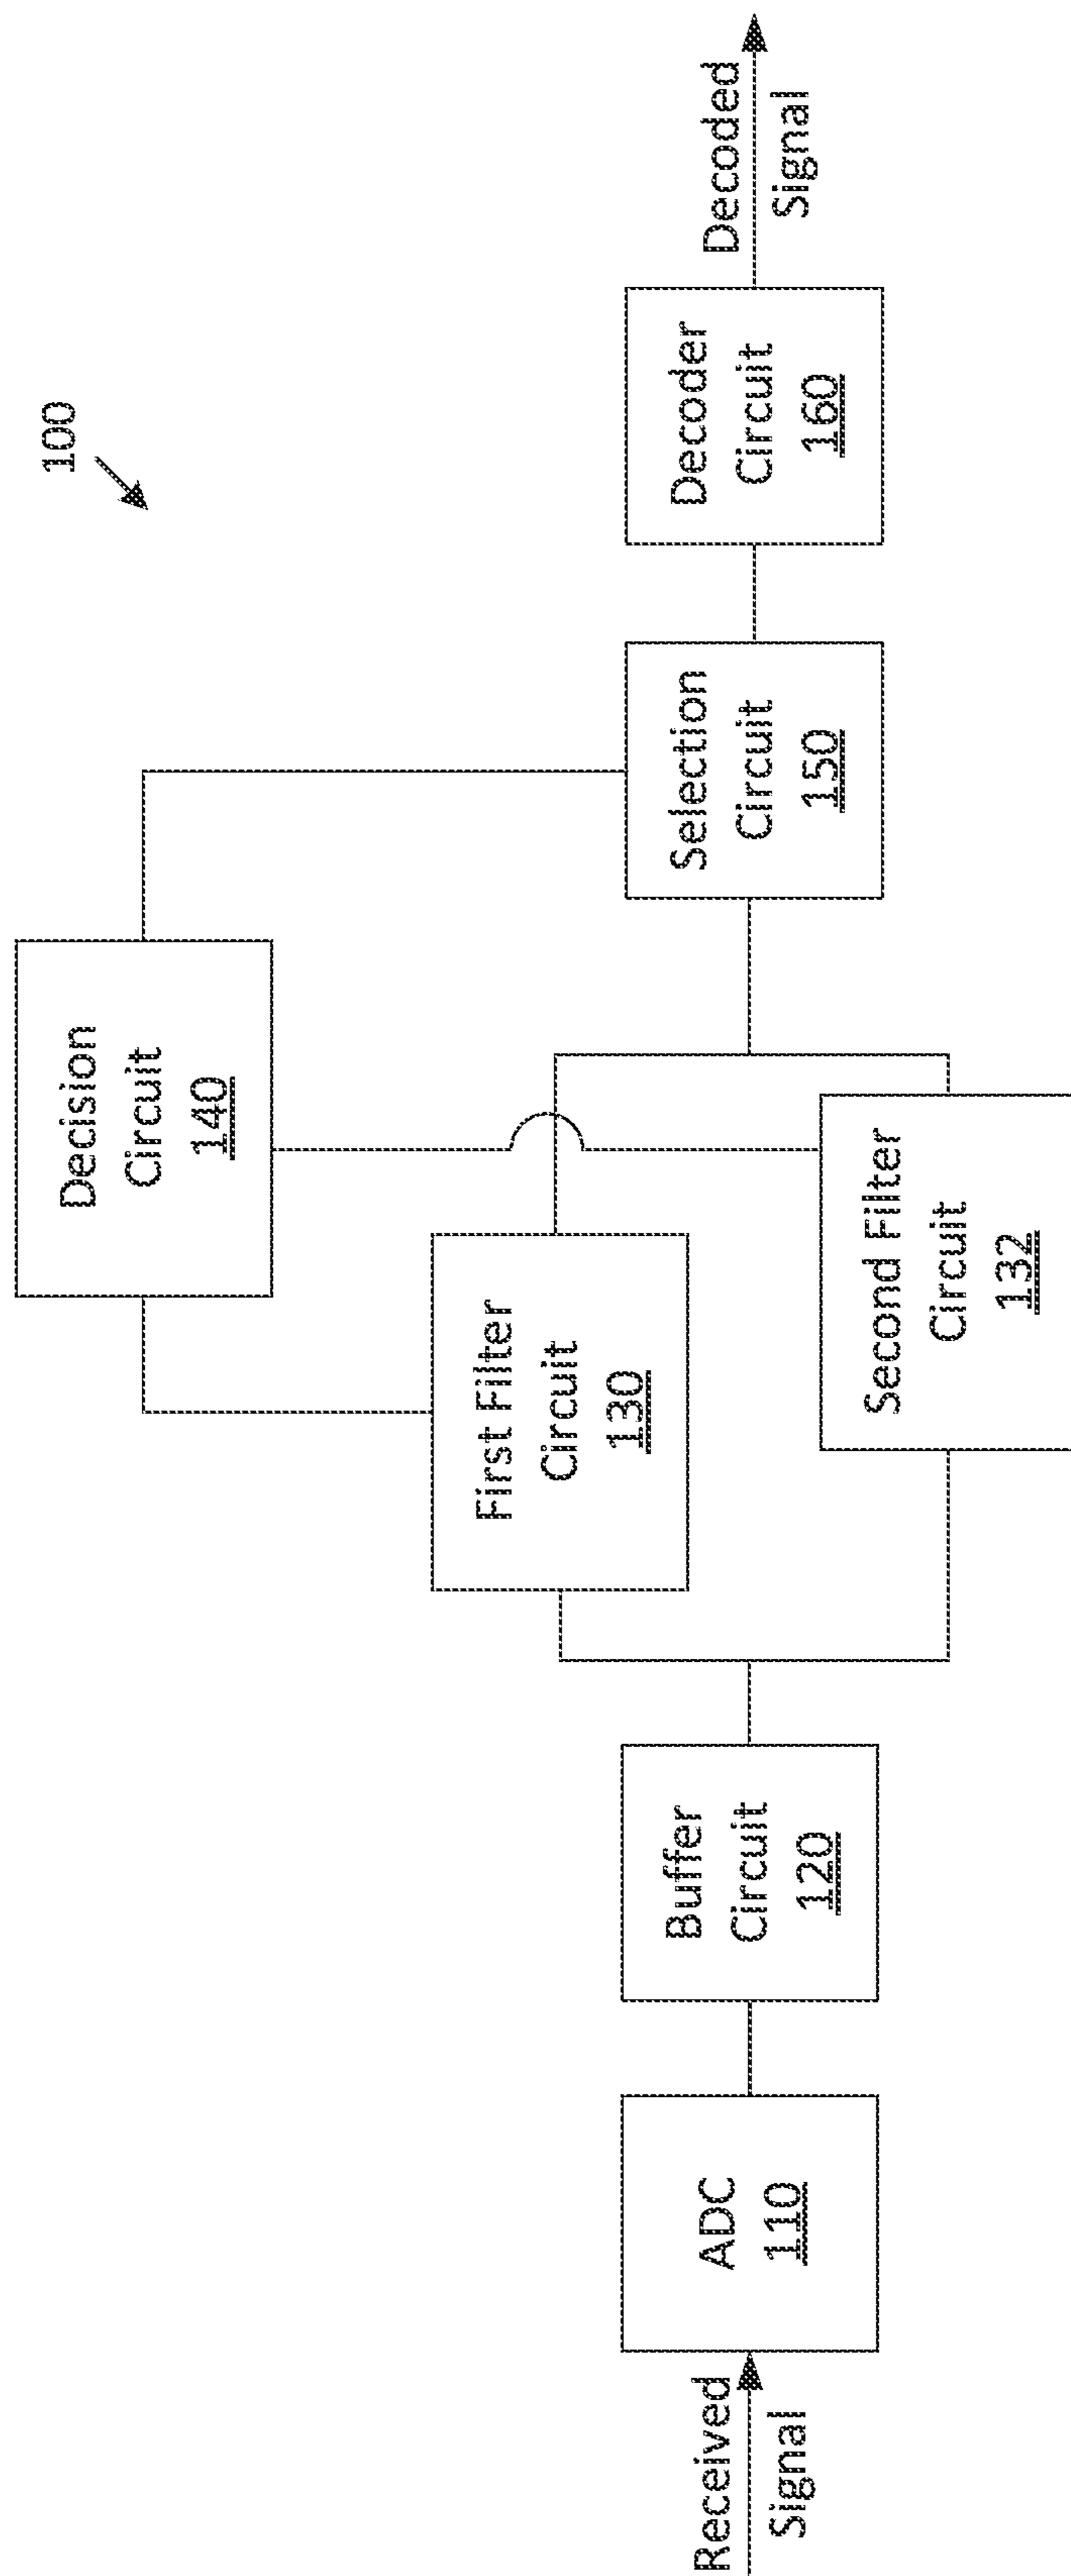 100
Received
Signal
ADC
110
Buffer
Circuit
120
First Filter
Circuit
130
Second Filter
Circuit
132
Decision
Circuit
140
Selection
Circuit
150
Decoder
Circuit
160
Decoded
Signal